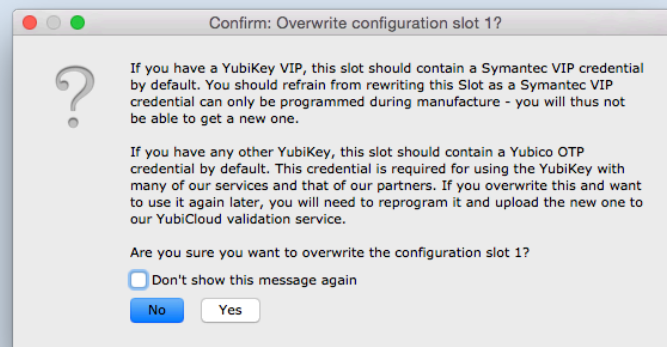 Confirm: Overwrite configuration slot 1?
If you have a YubiKey VIP, this slot should contain a Symantec VIP credential
by default. You should refrain from rewriting this Slot as a Symantec VIP
credential can only be programmed during manufacture - you will thus not
be able to get a new one.
If you have any other YubiKey, this slot should contain a Yubico OTP
credential by default. This credential is required for using the YubiKey with
many of our services and that of our partners. If you overwrite this and want
to use it again later, you will need to reprogram it and upload the new one to
our YubiCloud validation service.
Are you sure you want to overwrite the configuration slot 1?
Don't show this message again
No Yes